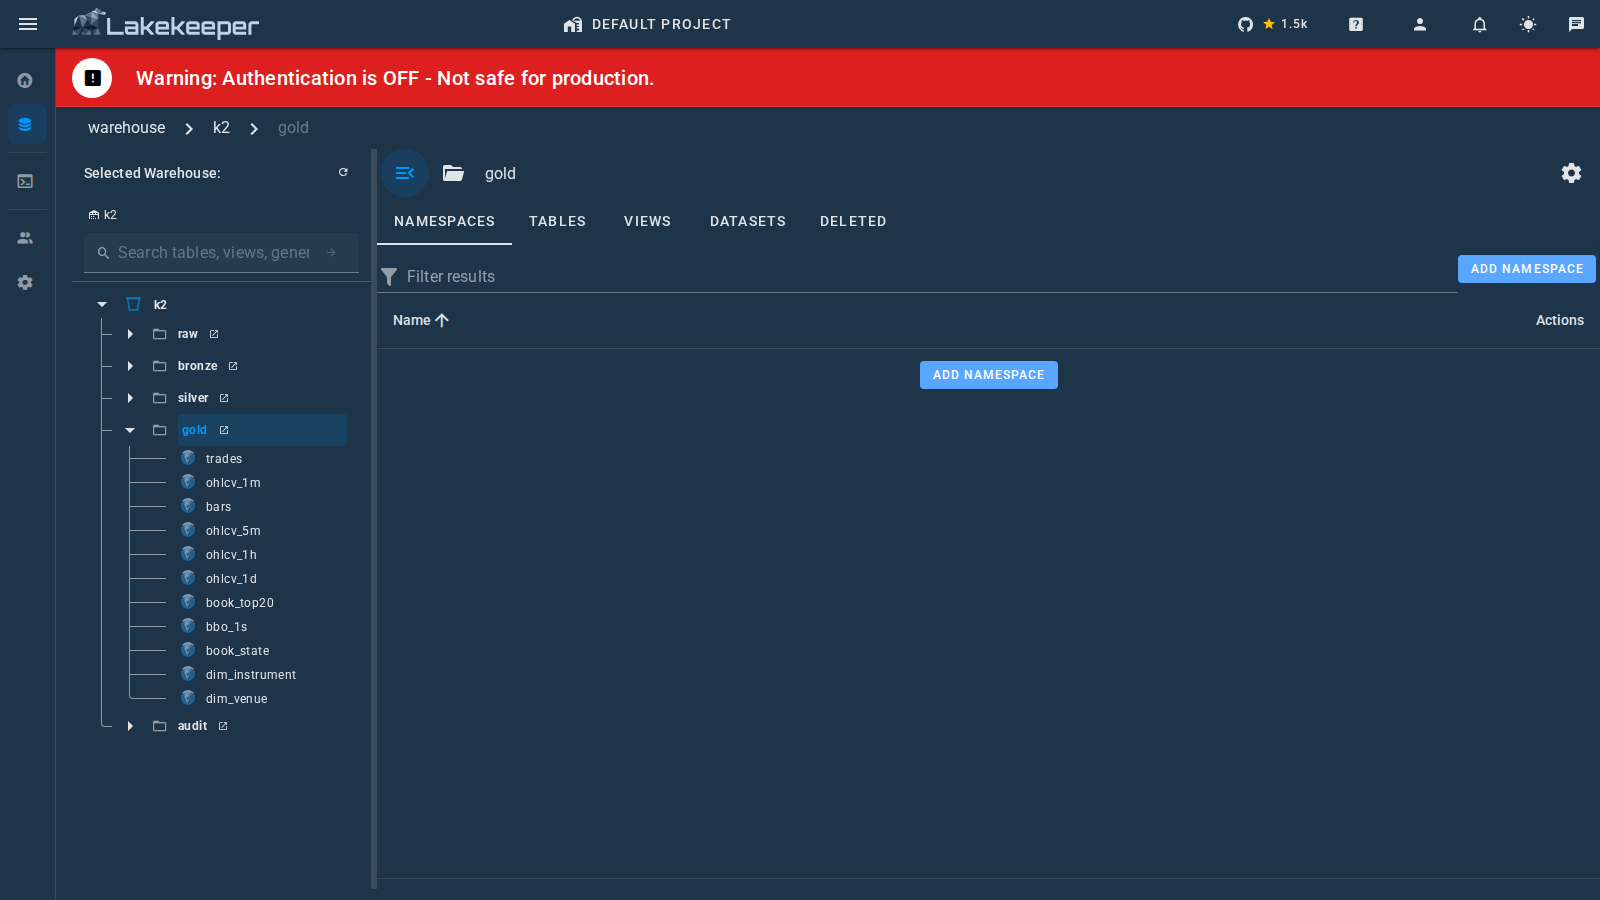 Lakekeeper
DEFAULT PROJECT
1.5k
Warning: Authentication is OFF - Not safe for production.
warehouse > k2 > gold
Selected Warehouse:
k2
Search tables, views, gener
k2
raw
bronze
silver
gold
trades
ohlcv_1m
bars
ohlcv_5m
ohlcv_1h
ohlcv_1d
book_top20
bbo_1s
book_state
dim_instrument
dim_venue
audit
gold
NAMESPACES TABLES VIEWS DATASETS DELETED
Filter results
ADD NAMESPACE
Name Actions
ADD NAMESPACE